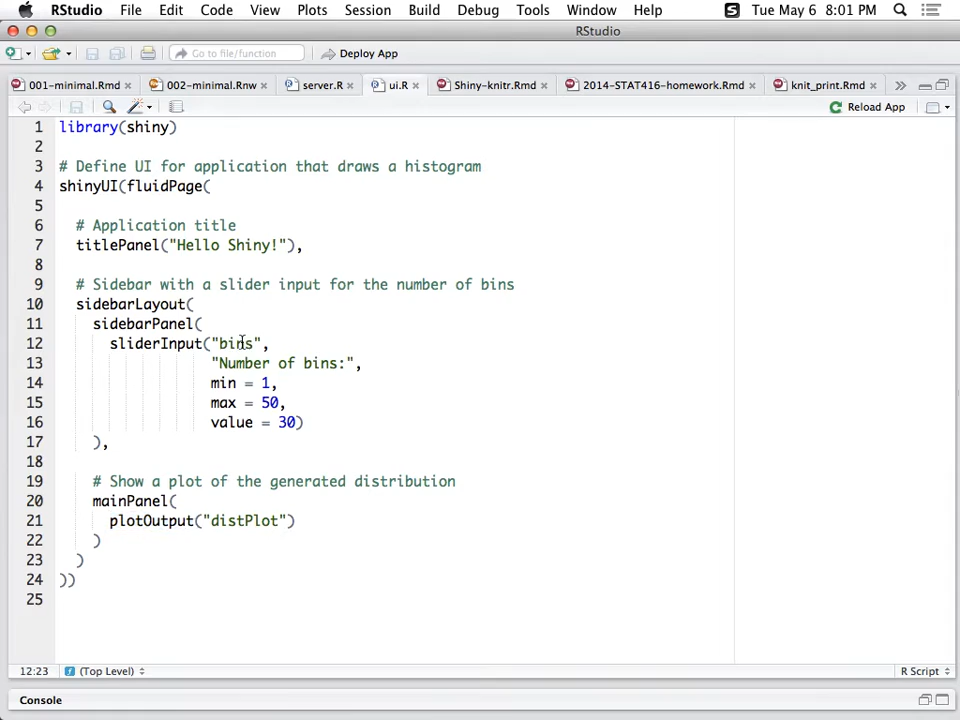 RStudio File Edit Code View Plots Session Build Debug Tools Window Help S Tue May 6 8:01 PM
RStudio
Go to file/function Deploy App
001-minimal.Rmd 002-minimal.Rnw server.R ui.R Shiny-knitr.Rmd 2014-STAT416-homework.Rmd knit_print.Rmd
Reload App
1 library(shiny)
2
3 # Define UI for application that draws a histogram
4 shinyUI(fluidPage(
5
6 # Application title
7 titlePanel("Hello Shiny!"),
8
9 # Sidebar with a slider input for the number of bins
10 sidebarLayout(
11 sidebarPanel(
12 sliderInput("bins",
13 "Number of bins:",
14 min = 1,
15 max = 50,
16 value = 30)
17 ),
18
19 # Show a plot of the generated distribution
20 mainPanel(
21 plotOutput("distPlot")
22 )
23 )
24 ))
25
12:23 (Top Level) R Script
Console